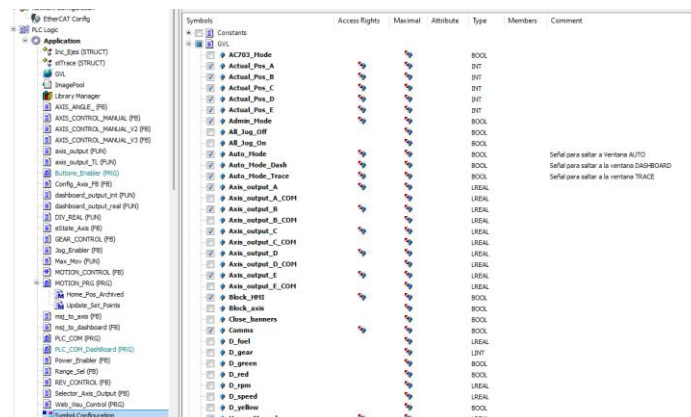 EtherCAT Config
PLC Logic
Application
Inc_Ejes (STRUCT)
stTrace (STRUCT)
GVL
ImagePool
Library Manager
AXIS_ANGLE_ (FB)
AXIS_CONTROL_MANUAL (FB)
AXIS_CONTROL_MANUAL_V2 (FB)
AXIS_CONTROL_MANUAL_V3 (FB)
axis_output (FUN)
axis_output_TL (FUN)
Buttons_Enabler (PRG)
Config_Axis_FB (FB)
dashboard_output_int (FUN)
dashboard_output_real (FUN)
DIV_REAL (FUN)
eState_Axis (FB)
GEAR_CONTROL (FB)
Jog_Enabler (FB)
Max_Mov (FUN)
MOTION_CONTROL (FB)
MOTION_PRG (PRG)
Home_Pos_Archived
Update_Set_Points
msj_to_axis (FB)
msj_to_dashboard (FB)
PLC_COM (PRG)
PLC_COM_DashBoard (PRG)
Power_Enabler (FB)
Range_Sel (FB)
REV_CONTROL (FB)
Selector_Axis_Output (FB)
Web_Visu_Control (PRG)
Symbol Configuration
Symbols Access Rights Maximal Attribute Type Members Comment
Constants
GVL
AC703_Mode BOOL
Actual_Pos_A INT
Actual_Pos_B INT
Actual_Pos_C INT
Actual_Pos_D INT
Actual_Pos_E INT
Admin_Mode BOOL
All_Jog_Off BOOL
All_Jog_On BOOL
Auto_Mode BOOL Señal para saltar a Ventana AUTO
Auto_Mode_Dash BOOL Señal para saltar a la ventana DASHBOARD
Auto_Mode_Trace BOOL Señal para saltar a la ventana TRACE
Axis_output_A LREAL
Axis_output_A_COM LREAL
Axis_output_B LREAL
Axis_output_B_COM LREAL
Axis_output_C LREAL
Axis_output_C_COM LREAL
Axis_output_D LREAL
Axis_output_D_COM LREAL
Axis_output_E LREAL
Axis_output_E_COM LREAL
Block_HMI BOOL
Block_axis BOOL
Close_banners BOOL
Comms BOOL
D_fuel LREAL
D_gear LINT
D_green BOOL
D_red BOOL
D_rpm LREAL
D_speed LREAL
D_yellow BOOL